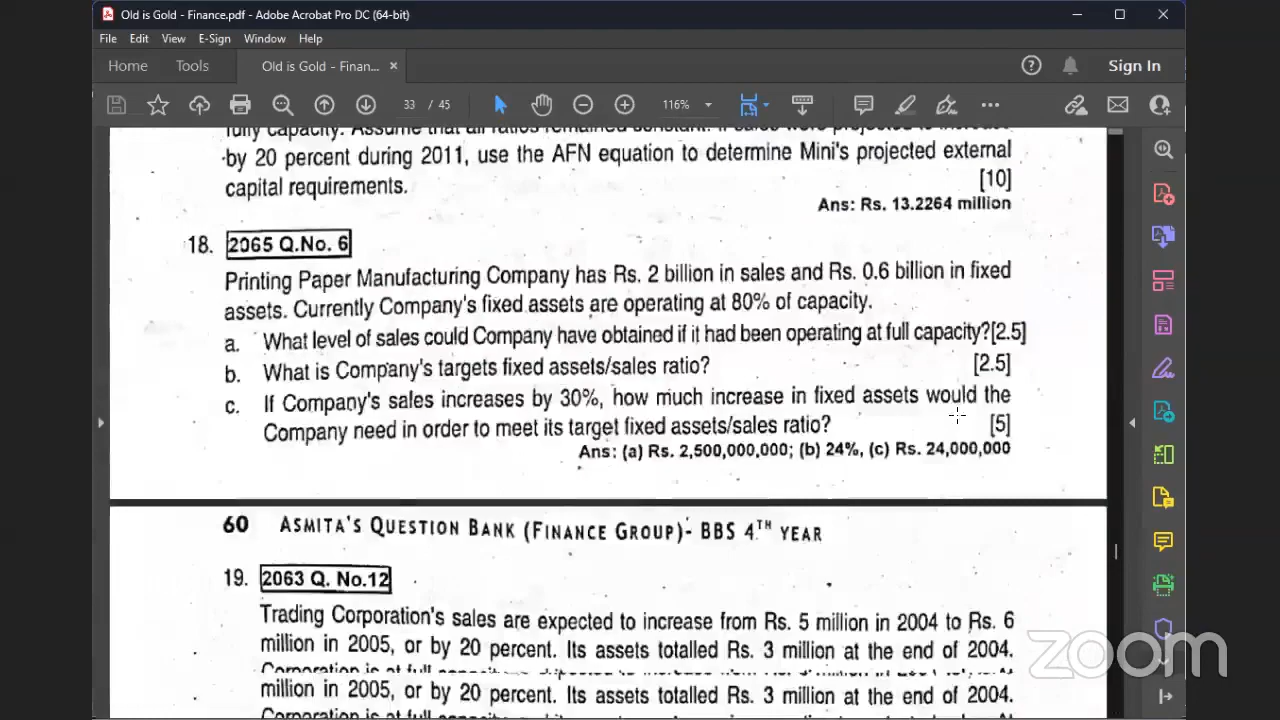 Old is Gold - Finance.pdf - Adobe Acrobat Pro DC (64-bit)
File Edit View E-Sign Window Help
Home Tools Old is Gold - Finan... × Sign In
33 / 45 116%
fully capacity. Assume that all ratios remained constant. If sales were projected to increase
by 20 percent during 2011, use the AFN equation to determine Mini's projected external
capital requirements. [10]
Ans: Rs. 13.2264 million
18. 2065 Q.No. 6
Printing Paper Manufacturing Company has Rs. 2 billion in sales and Rs. 0.6 billion in fixed
assets. Currently Company's fixed assets are operating at 80% of capacity.
a. What level of sales could Company have obtained if it had been operating at full capacity?[2.5]
b. What is Company's targets fixed assets/sales ratio? [2.5]
c. If Company's sales increases by 30%, how much increase in fixed assets would the
Company need in order to meet its target fixed assets/sales ratio? [5]
Ans: (a) Rs. 2,500,000,000; (b) 24%, (c) Rs. 24,000,000
60 ASMITA'S QUESTION BANK (FINANCE GROUP)- BBS 4TH YEAR
19. 2063 Q. No.12
Trading Corporation's sales are expected to increase from Rs. 5 million in 2004 to Rs. 6
million in 2005, or by 20 percent. Its assets totalled Rs. 3 million at the end of 2004.
Corporation is at full
million in 2005, or by 20 percent. Its assets totalled Rs. 3 million at the end of 2004.
Corporation is at full
zoom